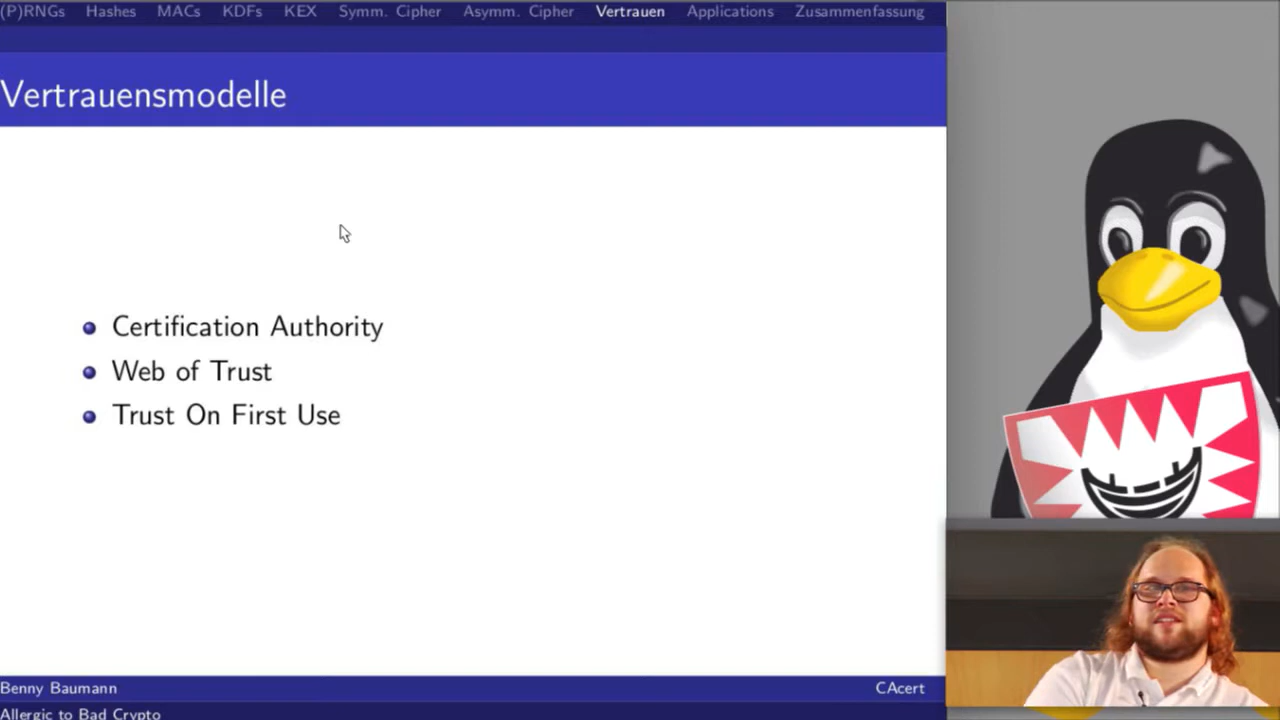 (P)RNGs Hashes MACs KDFs KEX Symm. Cipher Asymm. Cipher Vertrauen Applications Zusammenfassung
Vertrauensmodelle
Certification Authority
Web of Trust
Trust On First Use
Benny Baumann CAcert
Allergic to Bad Crypto